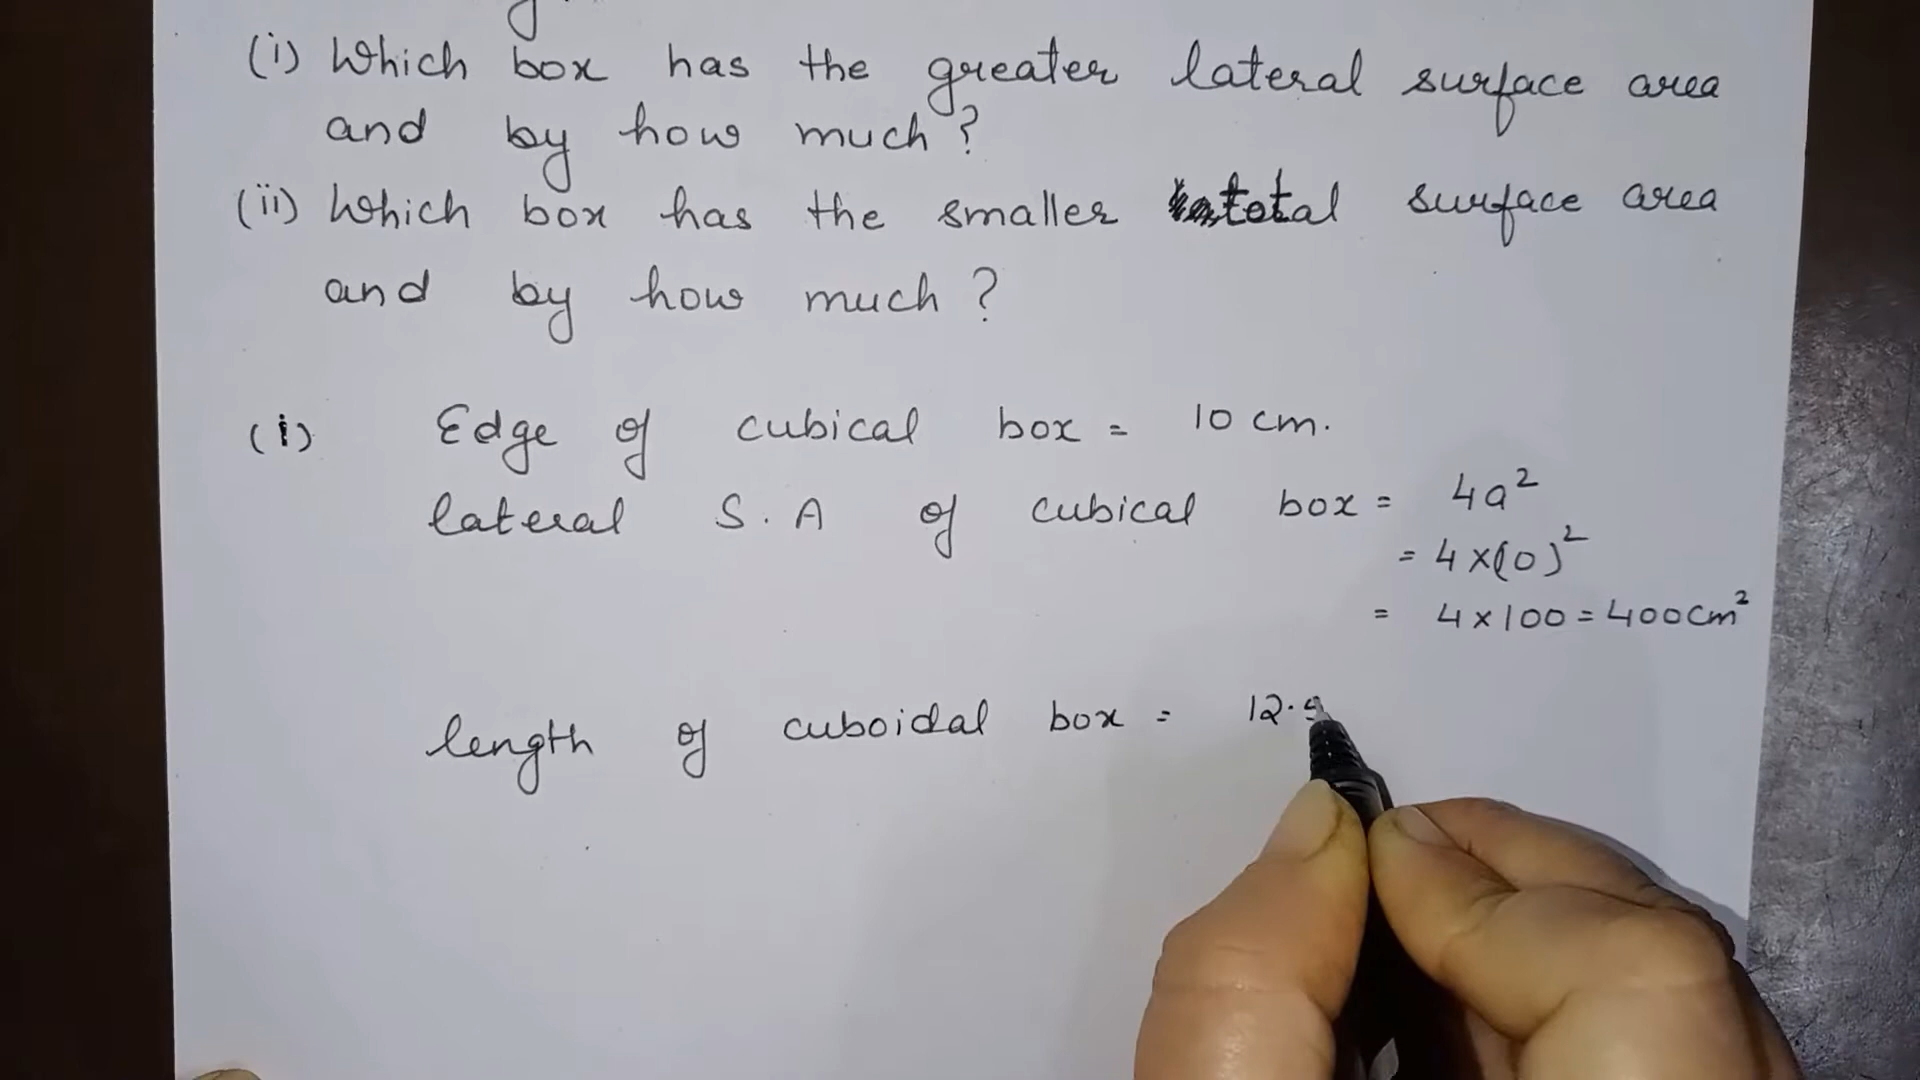 (i) Which box has the greater lateral surface area
and by how much?
(ii) Which box has the smaller total surface area
and by how much?
(i) Edge of cubical box = 10 cm.
lateral S.A of cubical box = 4a²
= 4×(10)²
= 4×100=400cm²
length of cuboidal box = 12.5